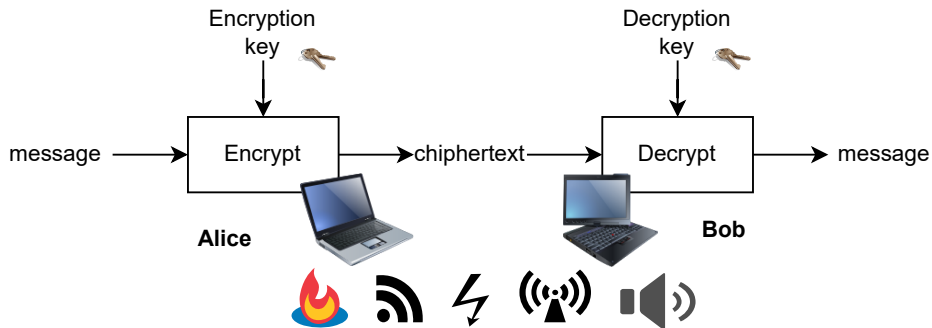 Encryption
key
Decryption
key
message
Encrypt
chiphertext
Decrypt
message
Alice
Bob